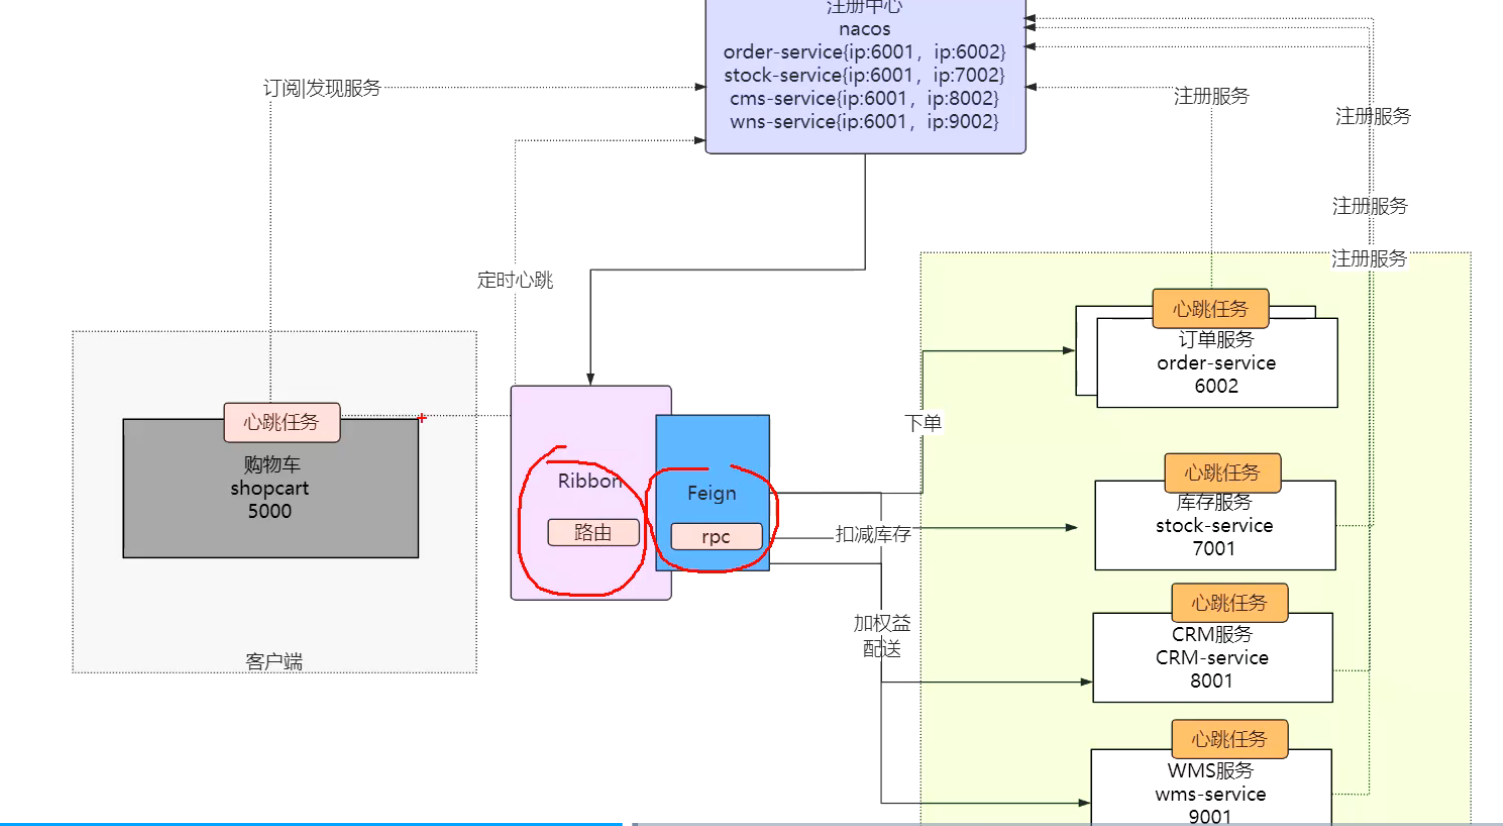 注册中心
nacos
order-service{ip:6001，ip:6002}
stock-service{ip:6001，ip:7002}
cms-service{ip:6001，ip:8002}
wns-service{ip:6001，ip:9002}
订阅|发现服务
注册服务
注册服务
注册服务
注册服务
定时心跳
心跳任务
购物车
shopcart
5000
客户端
Ribbon
路由
Feign
rpc
下单
扣减库存
加权益
配送
心跳任务
订单服务
order-service
6002
心跳任务
库存服务
stock-service
7001
心跳任务
CRM服务
CRM-service
8001
心跳任务
WMS服务
wms-service
9001